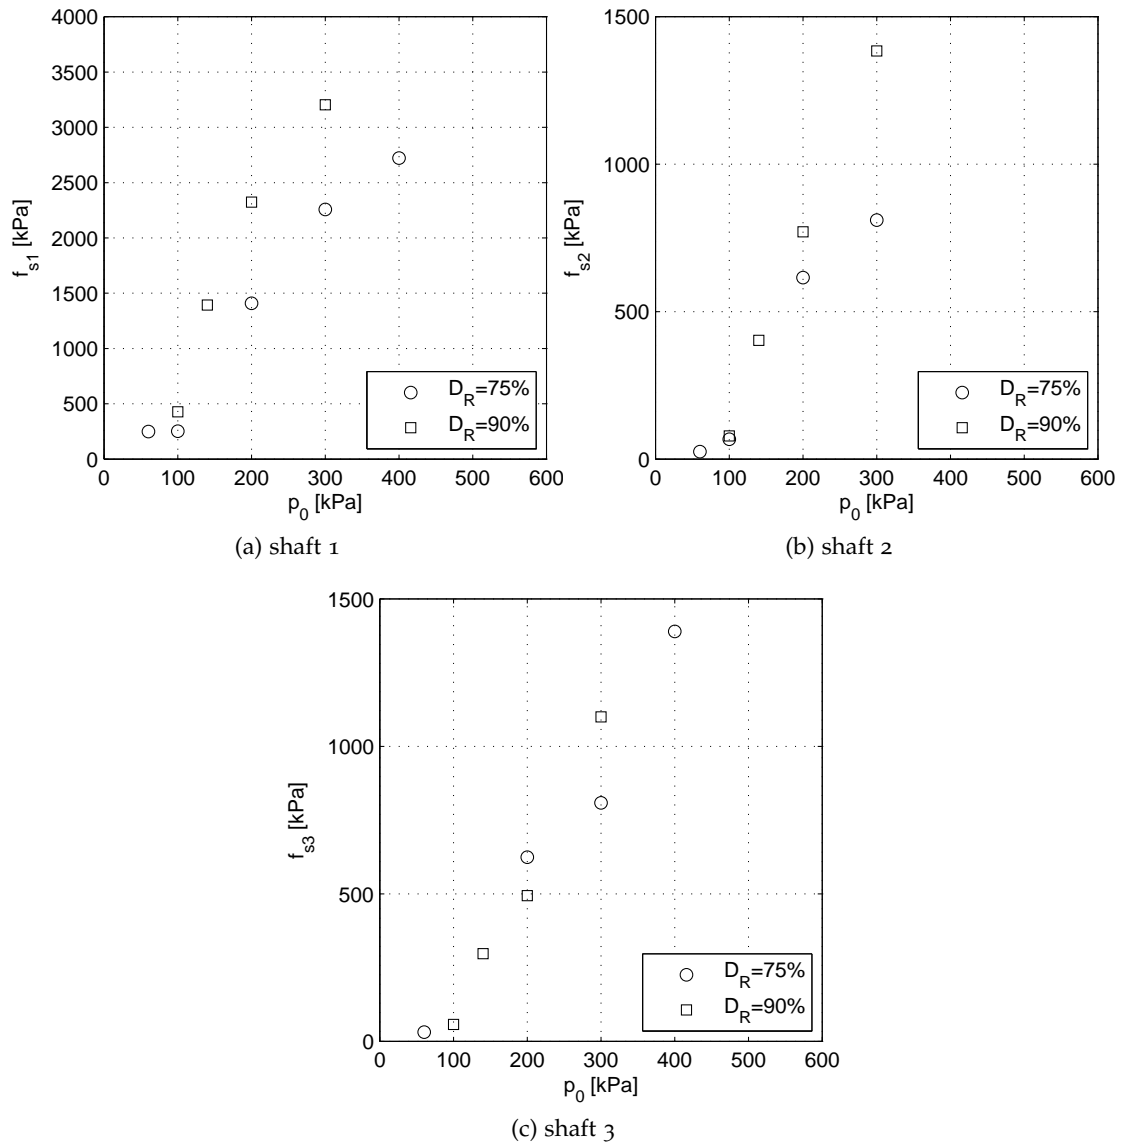 4000
3500
3000
2500
2000
1500
1000
500
0
f_s1 [kPa]
0 100 200 300 400 500 600
p_0 [kPa]
D_R=75%
D_R=90%
(a) shaft 1
1500
1000
500
0
f_s2 [kPa]
0 100 200 300 400 500 600
p_0 [kPa]
D_R=75%
D_R=90%
(b) shaft 2
1500
1000
500
0
f_s3 [kPa]
0 100 200 300 400 500 600
p_0 [kPa]
D_R=75%
D_R=90%
(c) shaft 3